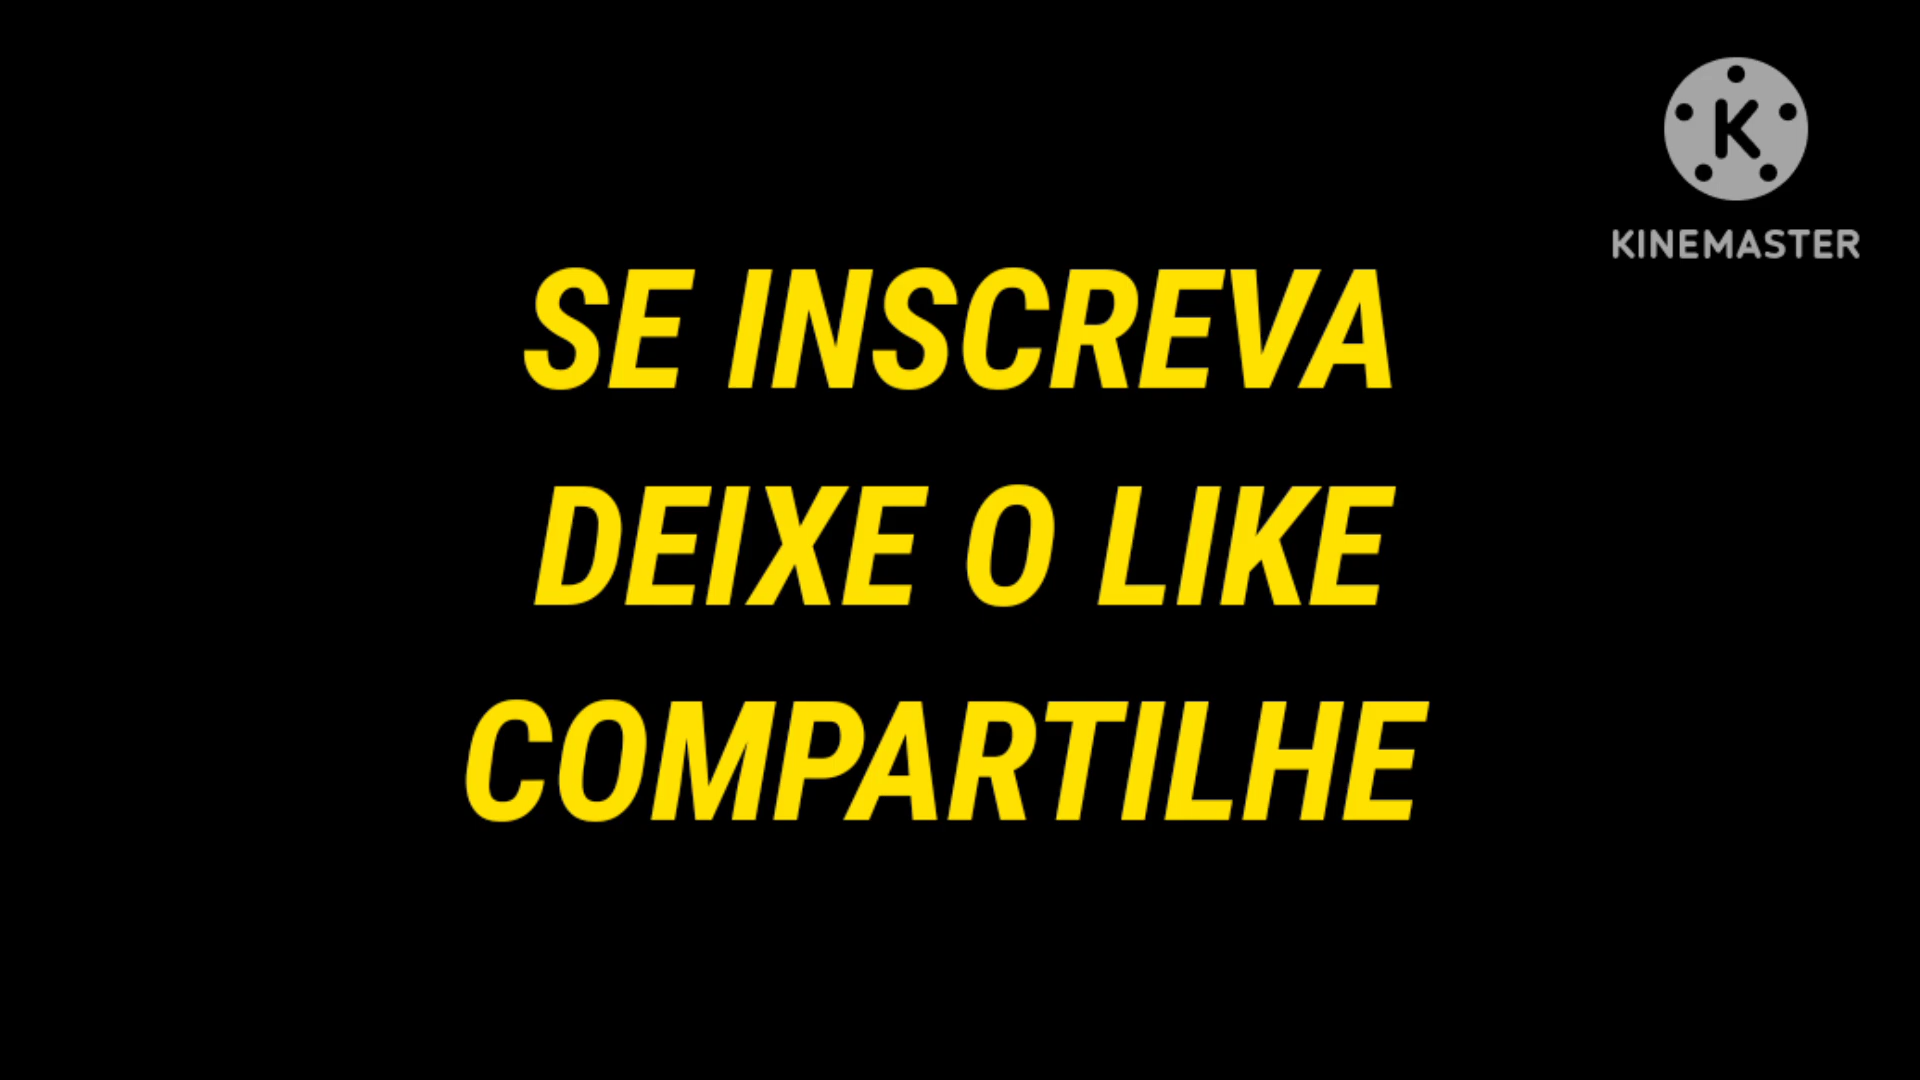 K
KINEMASTER
SE INSCREVA
DEIXE O LIKE
COMPARTILHE